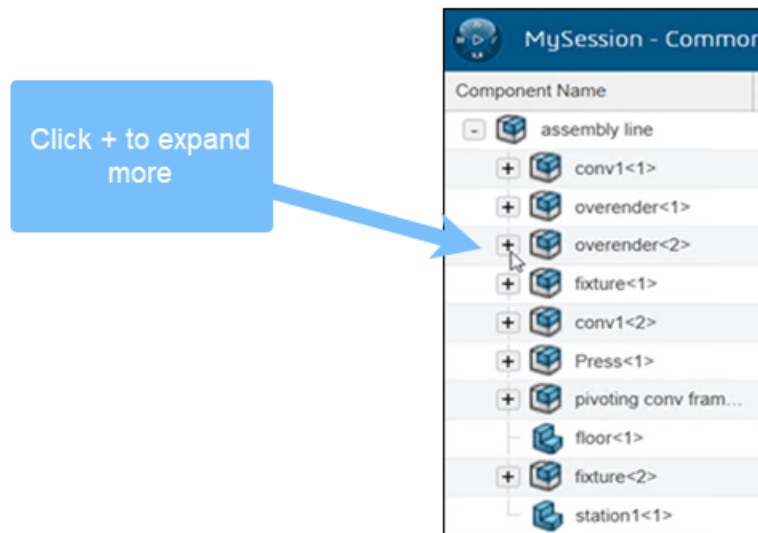 MySession - Common
Component Name
Click + to expand
more
assembly line
conv1<1>
overender<1>
overender<2>
fixture<1>
conv1<2>
Press<1>
pivoting conv fram...
floor<1>
fixture<2>
station1<1>